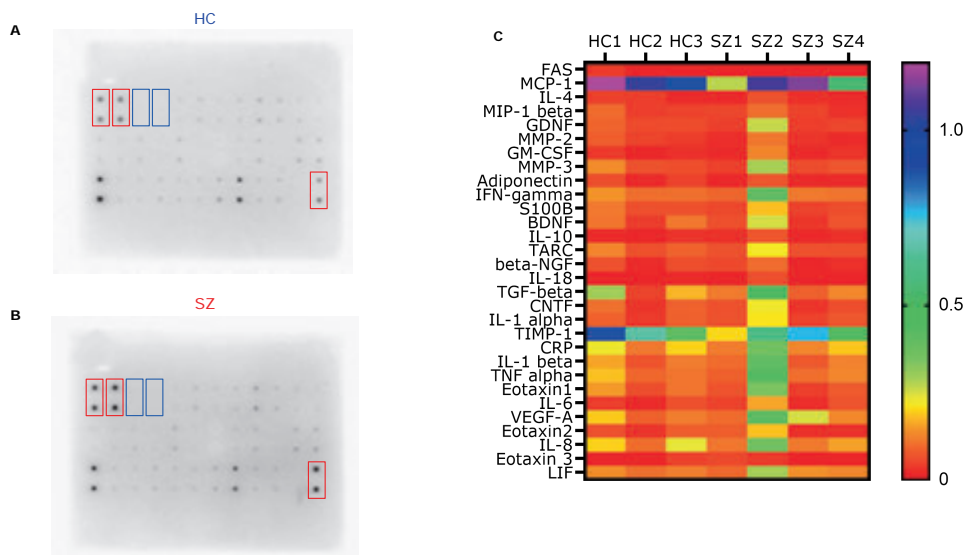 A
HC
B
SZ
C
HC1 HC2 HC3 SZ1 SZ2 SZ3 SZ4
FAS
MCP-1
IL-4
MIP-1 beta
GDNF
MMP-2
GM-CSF
MMP-3
Adiponectin
IFN-gamma
S100B
BDNF
IL-10
TARC
beta-NGF
IL-18
TGF-beta
CNTF
IL-1 alpha
TIMP-1
CRP
IL-1 beta
TNF alpha
Eotaxin1
IL-6
VEGF-A
Eotaxin2
IL-8
Eotaxin 3
LIF
1.0
0.5
0